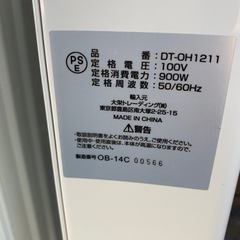 PS
E
品　番　DT-OH1211
定 格 電 圧：100V
定格消費電力：900W
定 格 周 波 数：50/60Hz
輸入元
大栄トレーディング㈱
東京都豊島区南大塚2-25-15
MADE IN CHINA
⚠警告
製造番号 OB-14C 00566